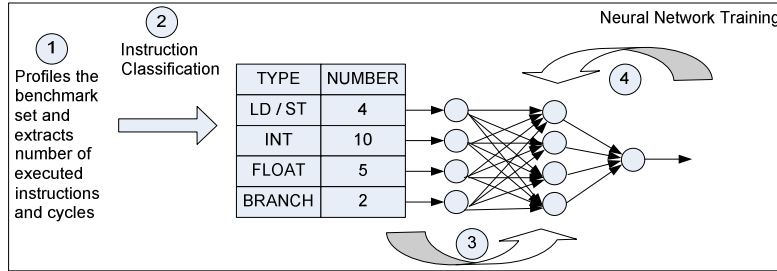 Neural Network Training
1
Profiles the
benchmark
set and
extracts
number of
executed
instructions
and cycles
2
Instruction
Classification
TYPE NUMBER
LD / ST 4
INT 10
FLOAT 5
BRANCH 2
3
4